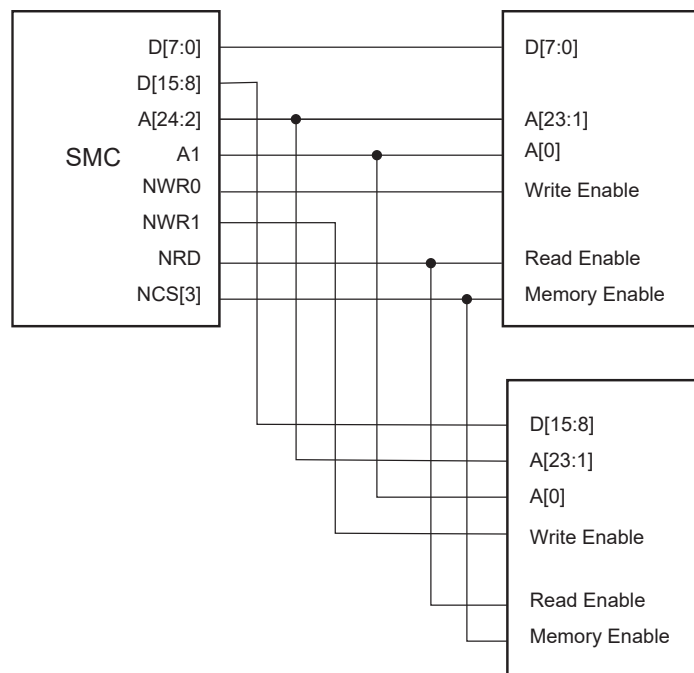 D[7:0]
D[15:8]
A[24:2]
SMC
A1
NWR0
NWR1
NRD
NCS[3]
D[7:0]
A[23:1]
A[0]
Write Enable
Read Enable
Memory Enable
D[15:8]
A[23:1]
A[0]
Write Enable
Read Enable
Memory Enable